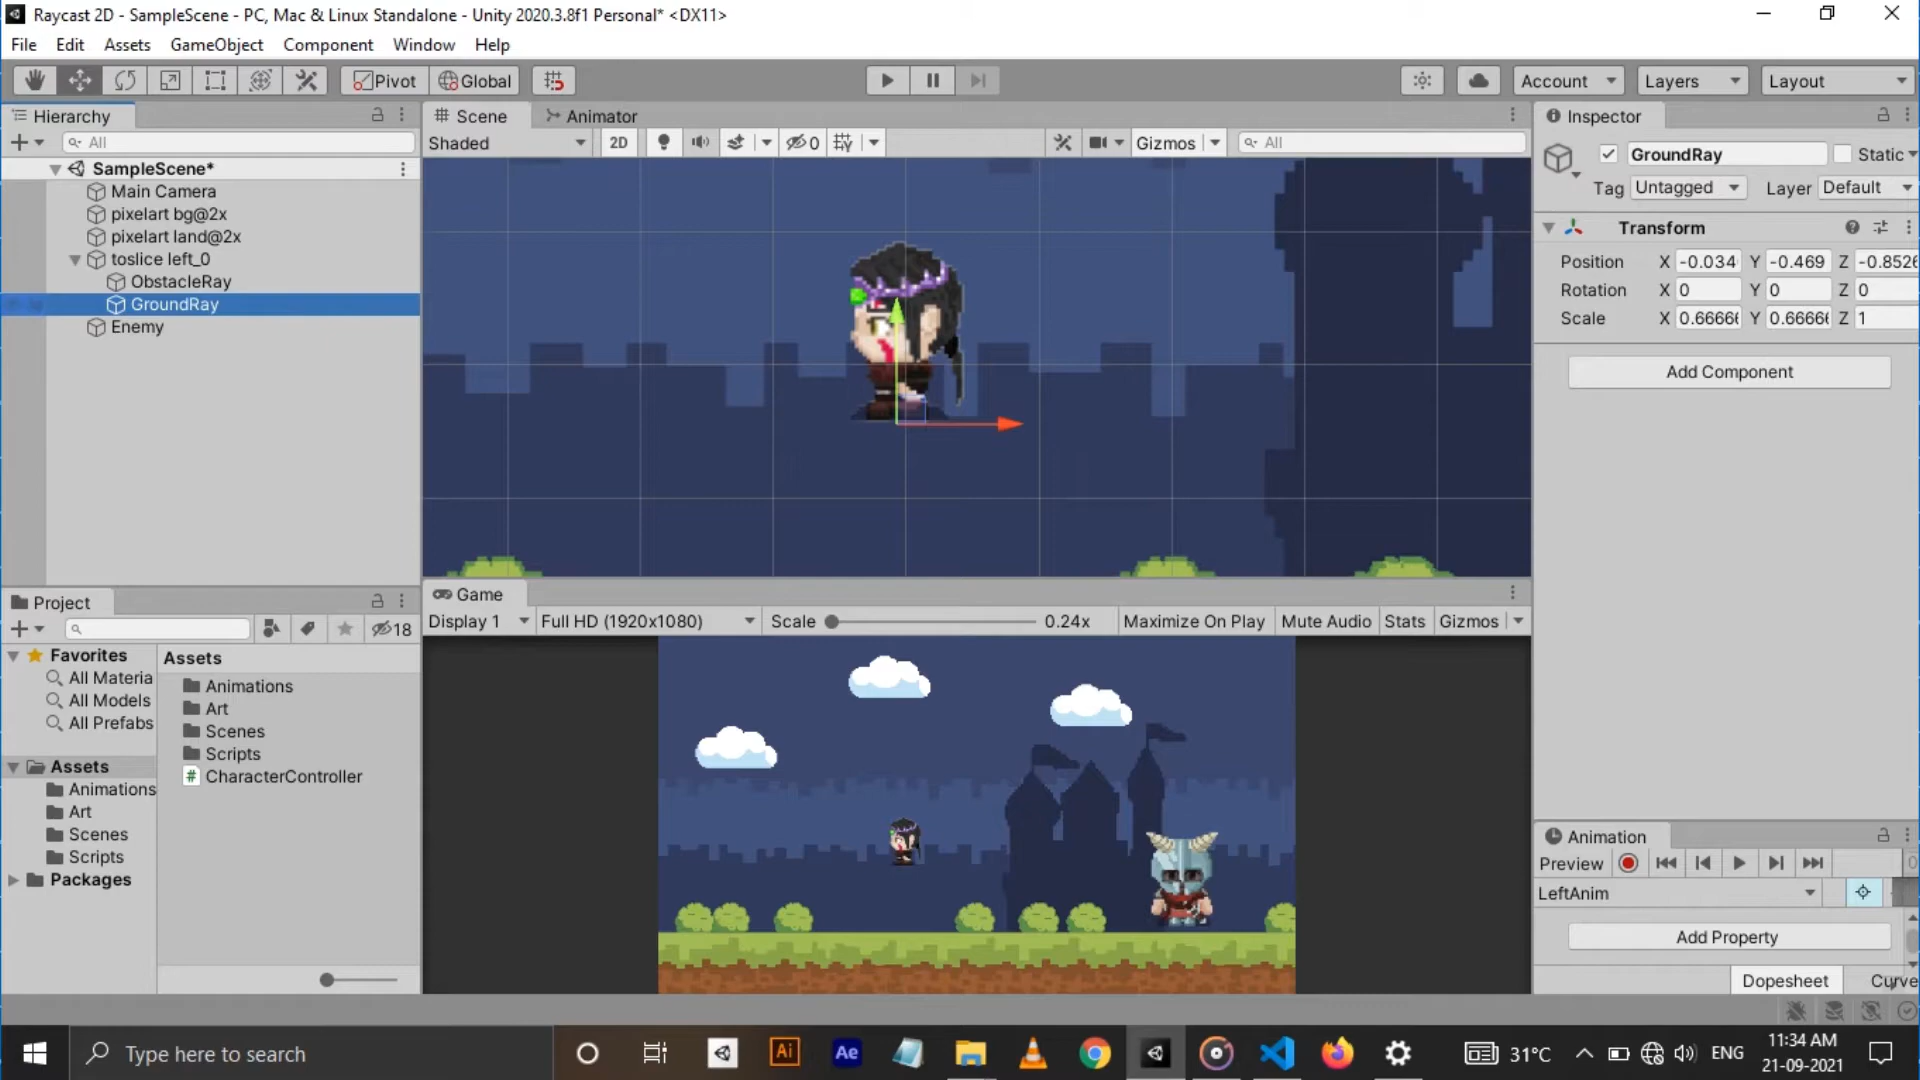 Raycast 2D - SampleScene - PC, Mac & Linux Standalone - Unity 2020.3.8f1 Personal* <DX11>
File Edit Assets GameObject Component Window Help
Pivot Global Account Layers Layout
Hierarchy
All
SampleScene*
Main Camera
pixelart bg@2x
pixelart land@2x
toslice left_0
ObstacleRay
GroundRay
Enemy
Scene Animator
Shaded 2D 0 Gizmos All
Inspector
GroundRay Static
Tag Untagged Layer Default
Transform
Position X -0.034 Y -0.469 Z -0.8526
Rotation X 0 Y 0 Z 0
Scale X 0.6666 Y 0.6666 Z 1
Add Component
Project
18
Favorites
All Materia
All Models
All Prefabs
Assets
Animations
Art
Scenes
Scripts
Packages
Assets
Animations
Art
Scenes
Scripts
CharacterController
Game
Display 1 Full HD (1920x1080) Scale 0.24x Maximize On Play Mute Audio Stats Gizmos
Animation
Preview
LeftAnim
Add Property
Dopesheet Curve
Type here to search
Ai Ae
31°C ENG 11:34 AM
21-09-2021